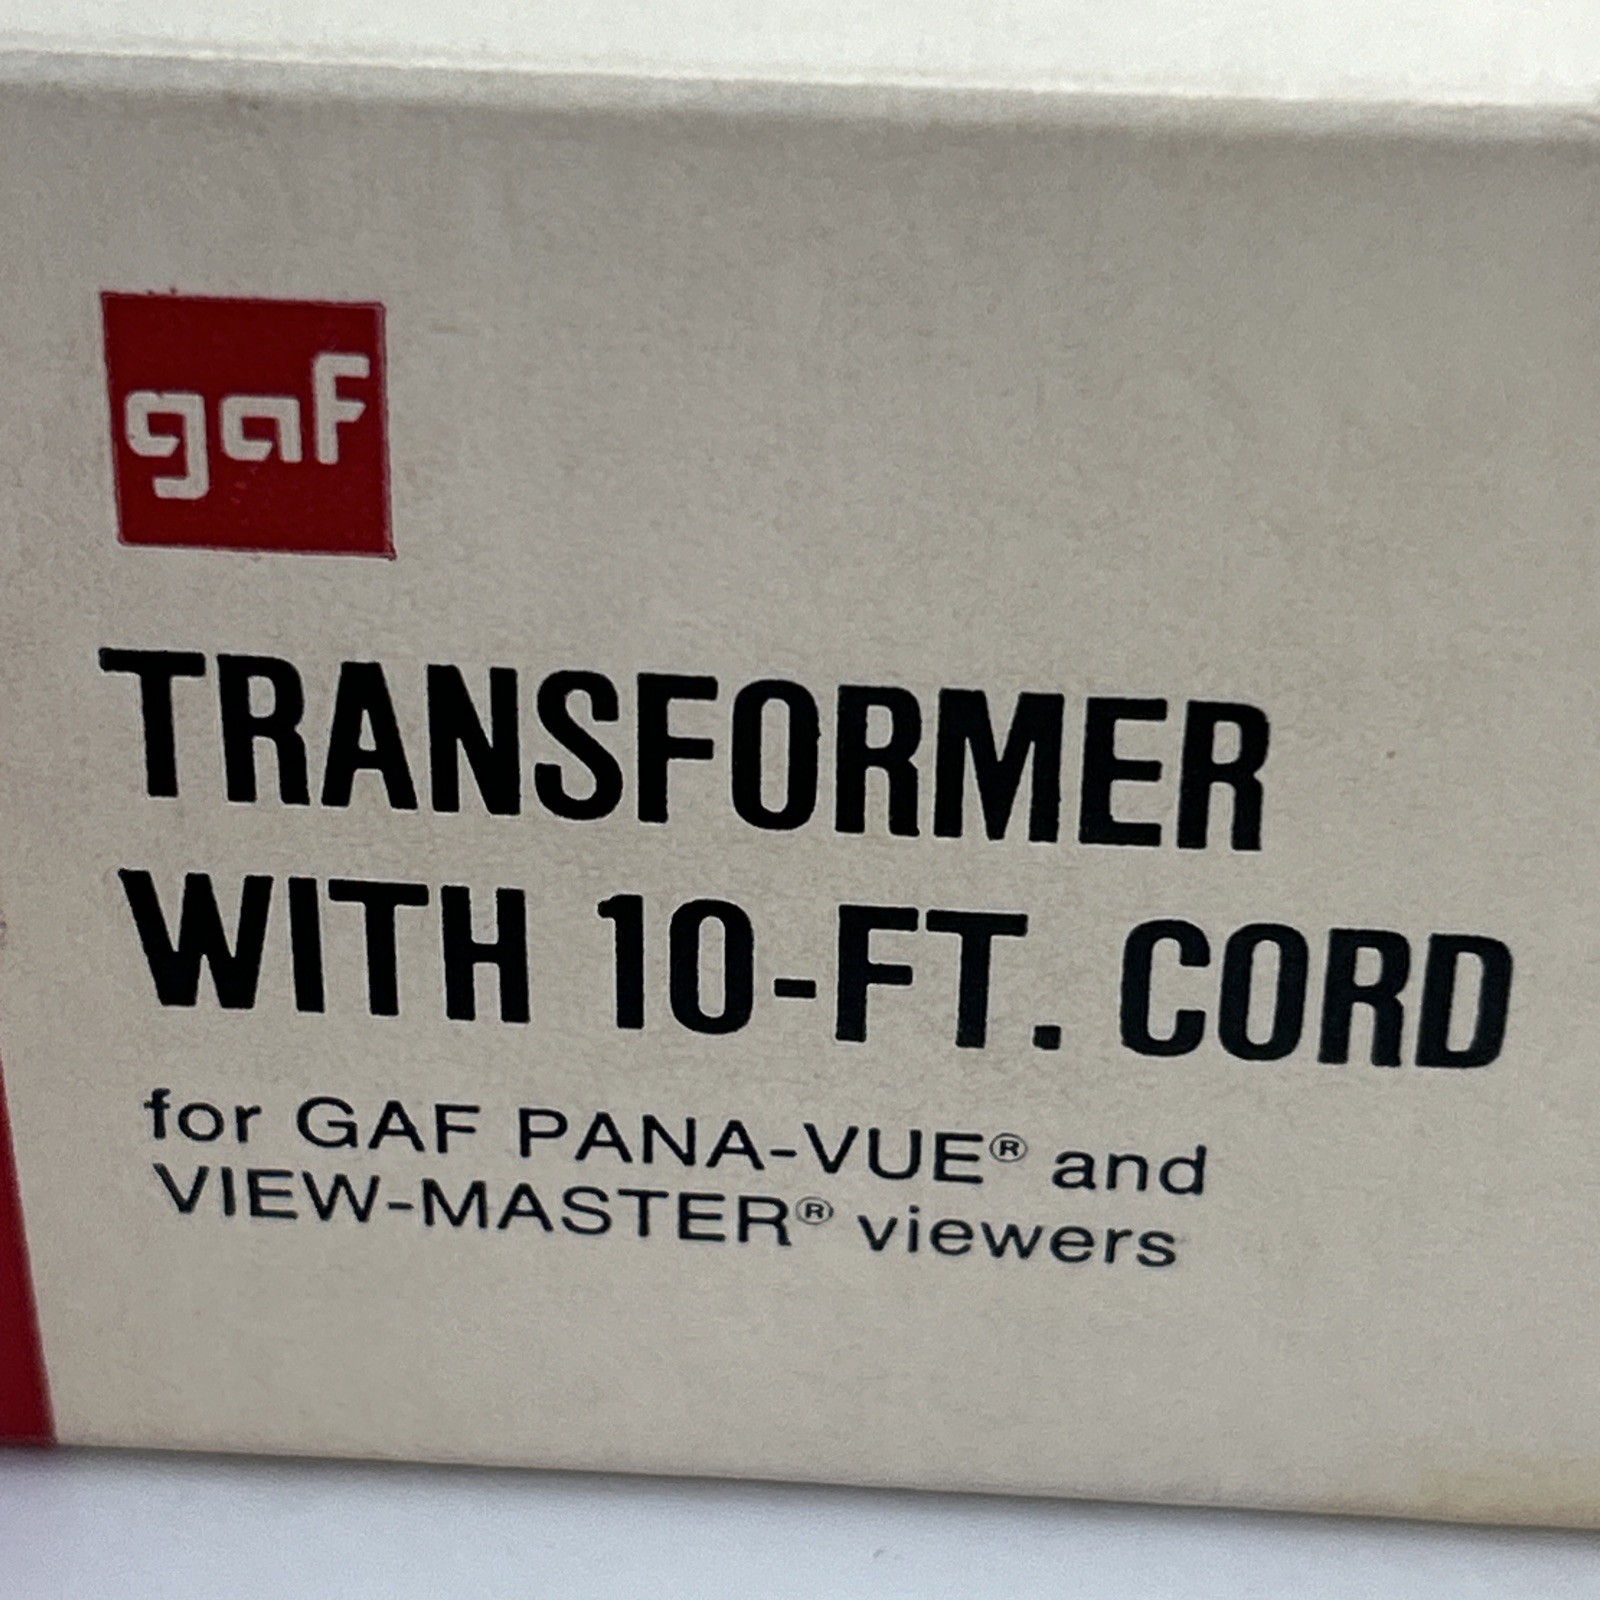 gaf
TRANSFORMER
WITH 10-FT. CORD
for GAF PANA-VUE® and
VIEW-MASTER® viewers